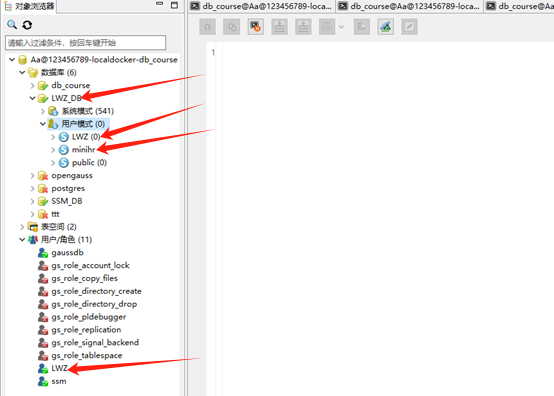 对象浏览器
db_course@Aa@123456789-loca...
db_course@Aa@123456789-loca...
db_course@Aa
请输入过滤条件，按回车键开始
Aa@123456789-localdocker-db_course
数据库 (6)
db_course
LWZ_DB
系统模式 (541)
用户模式 (0)
LWZ (0)
minihr
public (0)
opengauss
postgres
SSM_DB
ttt
表空间 (2)
用户/角色 (11)
gaussdb
gs_role_account_lock
gs_role_copy_files
gs_role_directory_create
gs_role_directory_drop
gs_role_pldebugger
gs_role_replication
gs_role_signal_backend
gs_role_tablespace
LWZ
ssm
1